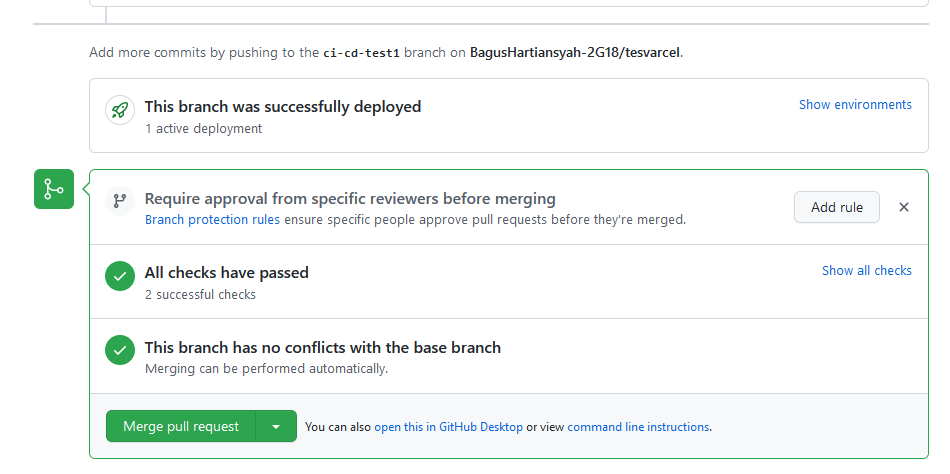 Add more commits by pushing to the ci-cd-test1 branch on BagusHartiansyah-2G18/tesvarcel.
This branch was successfully deployed
Show environments
1 active deployment
Require approval from specific reviewers before merging
Add rule
Branch protection rules ensure specific people approve pull requests before they're merged.
All checks have passed
Show all checks
2 successful checks
This branch has no conflicts with the base branch
Merging can be performed automatically.
Merge pull request
You can also open this in GitHub Desktop or view command line instructions.